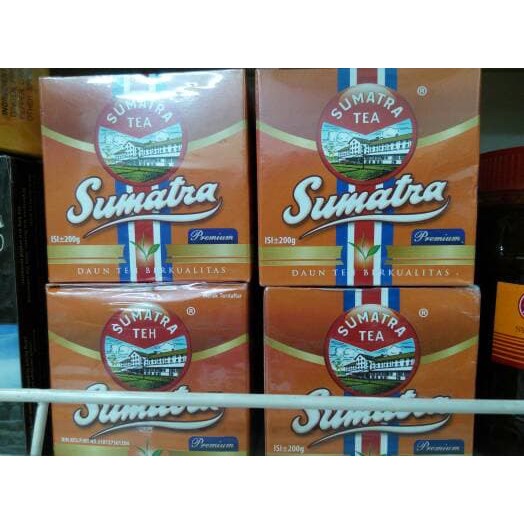 SUMATRA
TEA
Sumatra
Premium
ISI±200g
DAUN TEH BERKUALITAS
SUMATRA
TEA
®
Sumatra
Premium
ISI±200g
DAUN TEH BERKUALITAS
SUMATRA
TEH
®
Sumatra
Premium
SUMATRA
TEA
®
Sumatra
ISI±200g
Premium